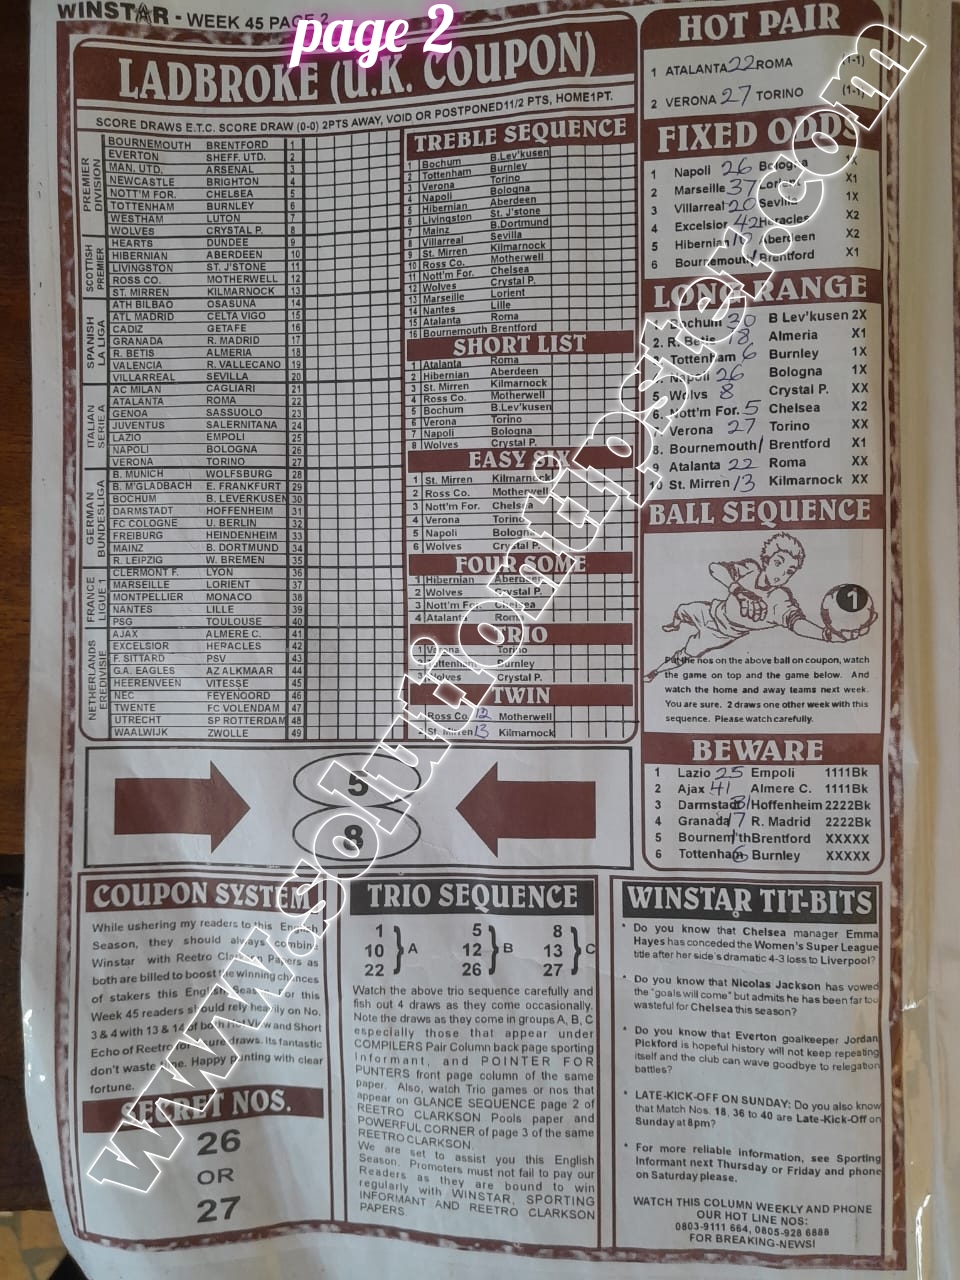 WINSTAR - WEEK 45 PAGE 2
page 2
LADBROKE (U.K. COUPON)
SCORE DRAWS E.T.C. SCORE DRAW (0-0) 2PTS AWAY, VOID OR POSTPONED 11/2 PTS, HOME1PT.
PREMIER DIVISION
BOURNEMOUTH BRENTFORD 1
EVERTON SHEFF. UTD. 2
MAN. UTD. ARSENAL 3
NEWCASTLE BRIGHTON 4
NOTT'M FOR. CHELSEA 5
TOTTENHAM BURNLEY 6
WESTHAM LUTON 7
WOLVES CRYSTAL P. 8
SCOTTISH PREMIER
HEARTS DUNDEE 9
HIBERNIAN ABERDEEN 10
LIVINGSTON ST. J'STONE 11
ROSS CO. MOTHERWELL 12
ST. MIRREN KILMARNOCK 13
SPANISH LA LIGA
ATH BILBAO OSASUNA 14
ATL MADRID CELTA VIGO 15
CADIZ GETAFE 16
GRANADA R. MADRID 17
R. BETIS ALMERIA 18
VALENCIA R. VALLECANO 19
VILLARREAL SEVILLA 20
ITALIAN SERIE A
AC MILAN CAGLIARI 21
ATALANTA ROMA 22
GENOA SASSUOLO 23
JUVENTUS SALERNITANA 24
LAZIO EMPOLI 25
NAPOLI BOLOGNA 26
VERONA TORINO 27
GERMAN BUNDESLIGA
B. MUNICH WOLFSBURG 28
B. M'GLADBACH E. FRANKFURT 29
BOCHUM B. LEVERKUSEN 30
DARMSTADT HOFFENHEIM 31
FC COLOGNE U. BERLIN 32
FREIBURG HEINDENHEIM 33
MAINZ B. DORTMUND 34
R. LEIPZIG W. BREMEN 35
FRANCE LIGUE 1
CLERMONT F. LYON 36
MARSEILLE LORIENT 37
MONTPELLIER MONACO 38
NANTES LILLE 39
PSG TOULOUSE 40
NETHERLANDS EREDIVISIE
AJAX ALMERE C. 41
EXCELSIOR HERACLES 42
F. SITTARD PSV 43
G.A. EAGLES AZ ALKMAAR 44
HEERENVEEN VITESSE 45
NEC FEYENOORD 46
TWENTE FC VOLENDAM 47
UTRECHT SP ROTTERDAM 48
WAALWIJK ZWOLLE 49
TREBLE SEQUENCE
1 Bochum B.Lev'kusen
2 Tottenham Burnley
3 Verona Torino
4 Napoli Bologna
5 Hibernian Aberdeen
6 Livingston St. J'stone
7 Mainz B.Dortmund
8 Villareal Sevilla
9 St. Mirren Kilmarnock
10 Ross Co. Motherwell
11 Nott'm For. Chelsea
12 Wolves Crystal P.
13 Marseille Lorient
14 Nantes Lille
15 Atalanta Roma
16 Bournemouth Brentford
SHORT LIST
1 Atalanta Roma
2 Hibernian Aberdeen
3 St. Mirren Kilmarnock
4 Ross Co. Motherwell
5 Bochum B.Lev'kusen
6 Verona Torino
7 Napoli Bologna
8 Wolves Crystal P.
EASY SIX
1 St. Mirren Kilmarnock
2 Ross Co. Motherwell
3 Nott'm For. Chelsea
4 Verona Torino
5 Napoli Bologna
6 Wolves Crystal P.
FOUR SOME
1 Hibernian Aberdeen
2 Wolves Crystal P.
3 Nott'm For. Chelsea
4 Atalanta Roma
TRIO
1 Verona Torino
2 Tottenham Burnley
3 Wolves Crystal P.
TWIN
1 Ross Co. 12 Motherwell
2 St. Mirren 13 Kilmarnock
5
8
HOT PAIR
1 ATALANTA 22 ROMA (1-1)
2 VERONA 27 TORINO (1-1)
FIXED ODDS
1 Napoli 26 Bologna 1X
2 Marseille 37 Lorient X1
3 Villarreal 20 Sevilla 1X
4 Excelsior 42 Heracles X2
5 Hibernian 10 Aberdeen X2
6 Bournemouth 1 Brentford X1
LONG RANGE
1. Bochum 30 B Lev'kusen 2X
2. R. Betis 18 Almeria X1
Tottenham 6 Burnley 1X
4. Napoli 26 Bologna 1X
5 Wolvs 8 Crystal P. XX
6. Nott'm For. 5 Chelsea X2
Verona 27 Torino XX
8. Bournemouth 1 Brentford X1
9 Atalanta 22 Roma XX
10 St. Mirren 13 Kilmarnock XX
BALL SEQUENCE
1
Put the nos on the above ball on coupon, watch
the game on top and the game below. And
watch the home and away teams next week.
You are sure. 2 draws one other week with this
sequence. Please watch carefully.
BEWARE
1 Lazio 25 Empoli 1111Bk
2 Ajax 41 Almere C. 1111Bk
3 Darmstadt 31 Hoffenheim 2222Bk
4 Granada 17 R. Madrid 2222Bk
5 Bournem'th 1 Brentford XXXXX
6 Tottenham 6 Burnley XXXXX
COUPON SYSTEM
While ushering my readers to this English
Season, they should always combine
Winstar with Reetro Clarkson Papers as
both are billed to boost the winning chances
of stakers this English Season. For this
Week 45 readers should rely heavily on No.
3 & 4 with 13 & 14 of both Hot View and Short
Echo of Reetro for sure draws. Its fantastic
don't waste time. Happy punting with clear
fortune.
SECRET NOS.
26
OR
27
TRIO SEQUENCE
1 10 22 } A
5 12 26 } B
8 13 27 } C
Watch the above trio sequence carefully and
fish out 4 draws as they come occasionally.
Note the draws as they come in groups A, B, C
especially those that appear under
COMPILERS Pair Column back page sporting
Informant, and POINTER FOR
PUNTERS front page column of the same
paper. Also, watch Trio games or nos that
appear on GLANCE SEQUENCE page 2 of
REETRO CLARKSON Pools paper and
POWERFUL CORNER of page 3 of the same
REETRO CLARKSON.
We are set to assist you this English
Season. Promoters must not fail to pay our
Readers as they are bound to win
regularly with WINSTAR, SPORTING
INFORMANT AND REETRO CLARKSON
PAPERS
WINSTAR TIT-BITS
* Do you know that Chelsea manager Emma
Hayes has conceded the Women's Super League
title after her side's dramatic 4-3 loss to Liverpool?
* Do you know that Nicolas Jackson has vowed
the "goals will come" but admits he has been far too
wasteful for Chelsea this season?
* Do you know that Everton goalkeeper Jordan
Pickford is hopeful history will not keep repeating
itself and the club can wave goodbye to relegation
battles?
* LATE-KICK-OFF ON SUNDAY: Do you also know
that Match Nos. 18, 36 to 40 are Late-Kick-Off on
Sunday at 8pm?
* For more reliable information, see Sporting
Informant next Thursday or Friday and phone
on Saturday please.
WATCH THIS COLUMN WEEKLY AND PHONE
OUR HOT LINE NOS:
0803-9111 664, 0805-928 6888
FOR BREAKING-NEWS!
www.solutiontipster.com